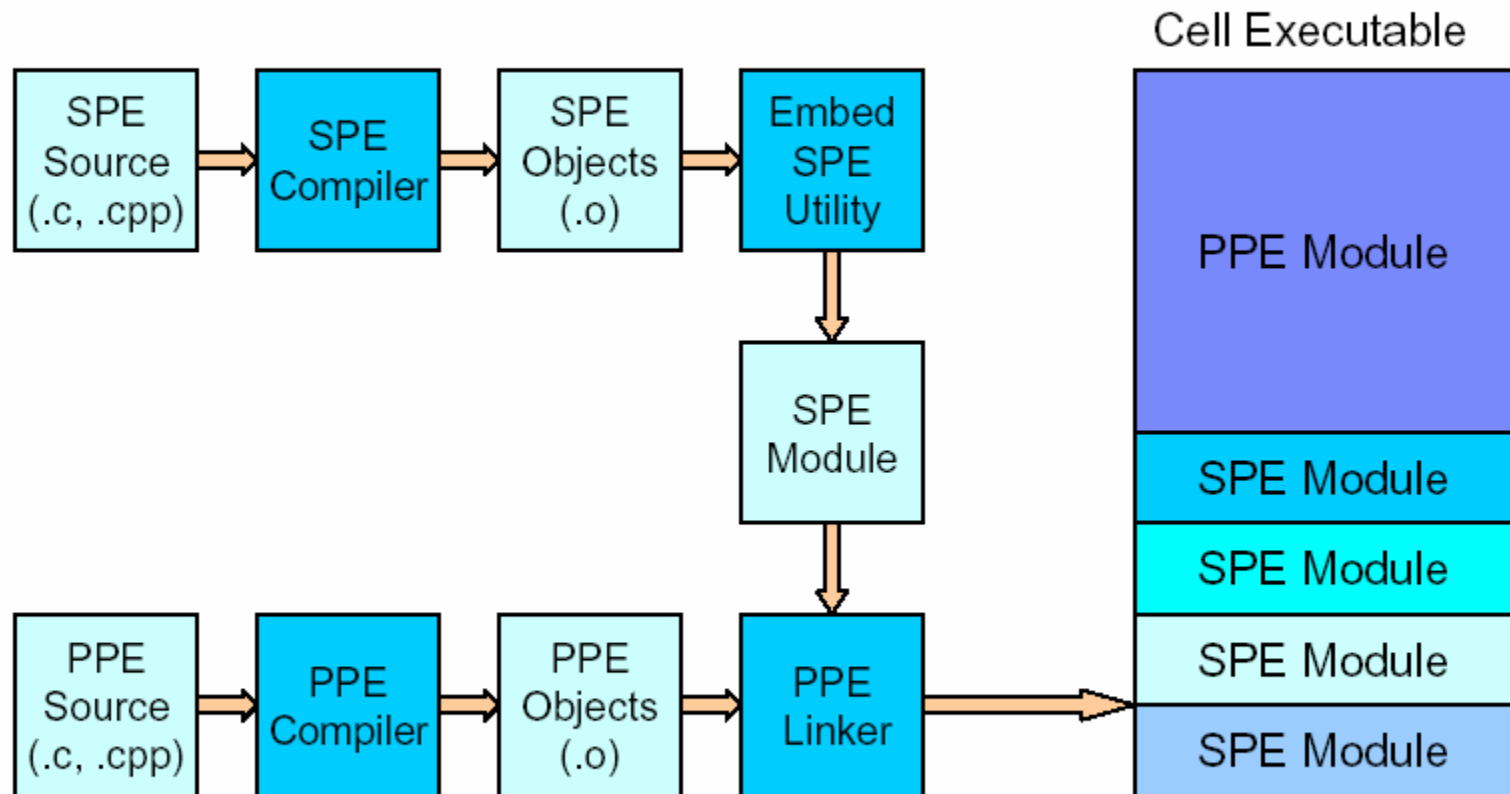 Cell Executable
SPE
Source
(.c, .cpp)
SPE
Compiler
SPE
Objects
(.o)
Embed
SPE
Utility
SPE
Module
PPE
Source
(.c, .cpp)
PPE
Compiler
PPE
Objects
(.o)
PPE
Linker
PPE Module
SPE Module
SPE Module
SPE Module
SPE Module